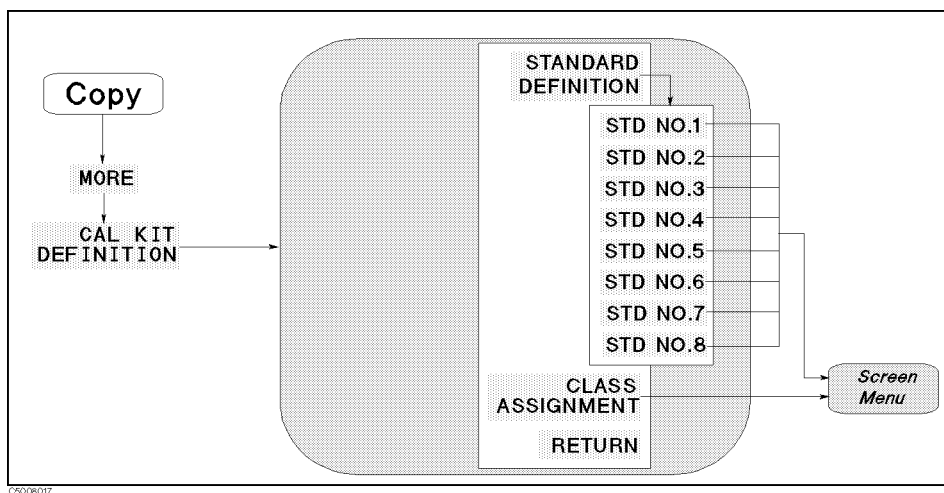 Copy
MORE
CAL KIT
DEFINITION
STANDARD
DEFINITION
STD NO.1
STD NO.2
STD NO.3
STD NO.4
STD NO.5
STD NO.6
STD NO.7
STD NO.8
CLASS
ASSIGNMENT
RETURN
Screen
Menu
C5008017